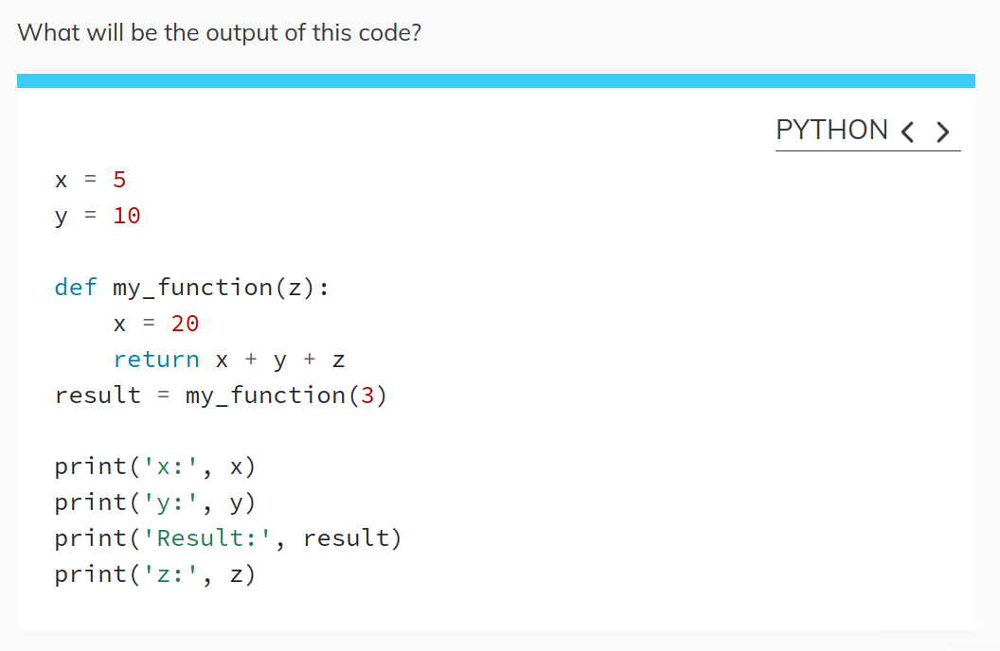 What will be the output of this code?
PYTHON
x = 5
y = 10
def my_function(z):
    x = 20
    return x + y + z
result = my_function(3)
print('x:', x)
print('y:', y)
print('Result:', result)
print('z:', z)